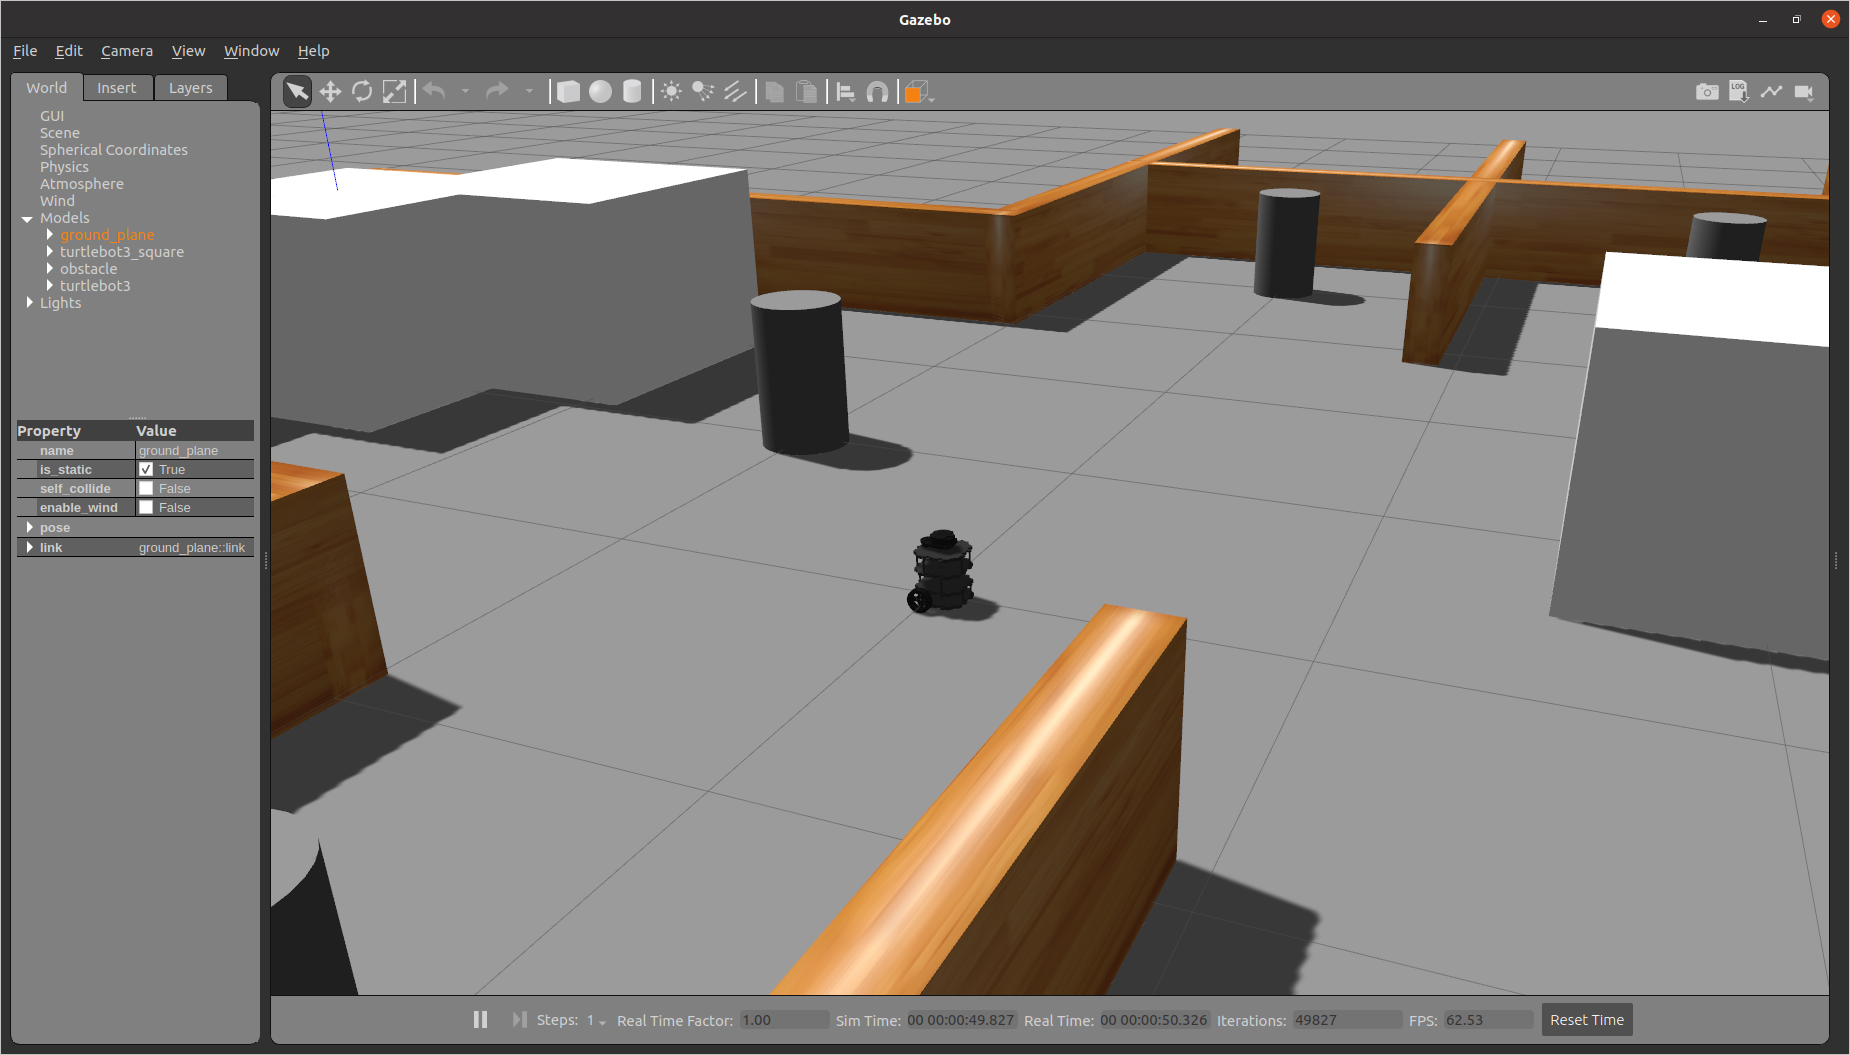 Gazebo
File Edit Camera View Window Help
World Insert Layers
LOG
GUI
Scene
Spherical Coordinates
Physics
Atmosphere
Wind
Models
ground_plane
turtlebot3_square
obstacle
turtlebot3
Lights
Property Value
name ground_plane
is_static True
self_collide False
enable_wind False
pose
link ground_plane::link
Steps: 1 Real Time Factor: 1.00 Sim Time: 00 00:00:49.827 Real Time: 00 00:00:50.326 Iterations: 49827 FPS: 62.53 Reset Time